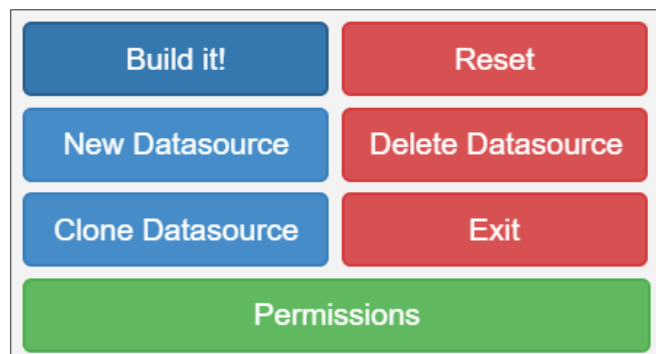 Build it!
Reset
New Datasource
Delete Datasource
Clone Datasource
Exit
Permissions